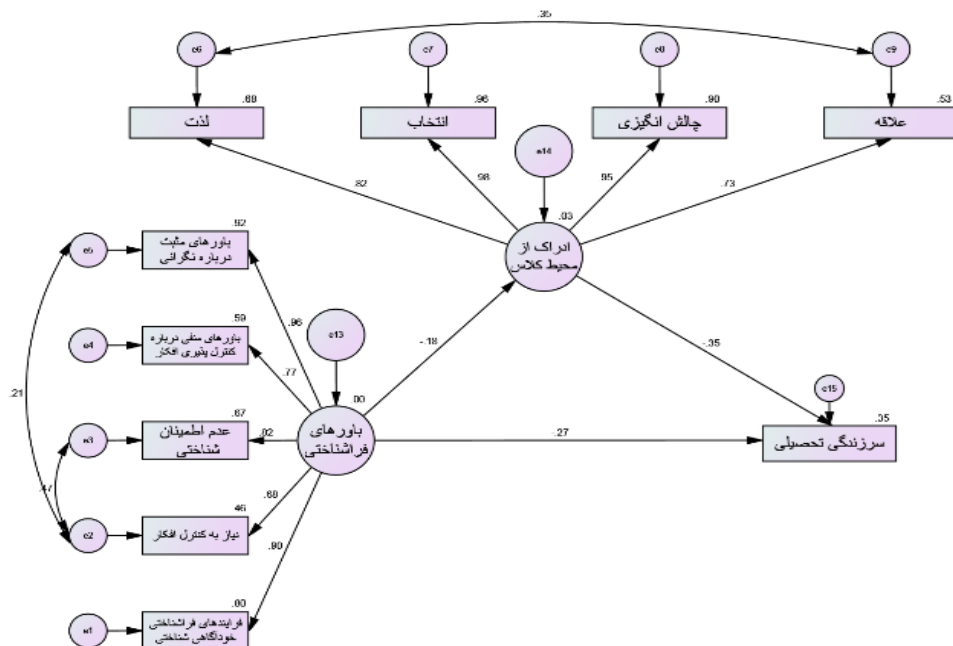 .35
e6
e7
e8
e9
.68
.96
.90
.53
لذت
انتخاب
چالش انگیزی
علاقه
e14
.82
.98
.95
.73
.03
ادراک از
محیط کلاس
.92
e5
باورهای مثبت
درباره نگرانی
.96
.59
e4
باورهای منفی درباره
کنترل پذیری افکار
.77
e13
-.18
-.35
.21
.67
e3
عدم اطمینان
شناختی
.82
.00
باورهای
فراشناختی
-.27
e15
.35
سرزندگی تحصیلی
.47
.68
.46
e2
نیاز به کنترل افکار
.90
.80
e1
فرایندهای فراشناختی
خودآگاهی شناختی